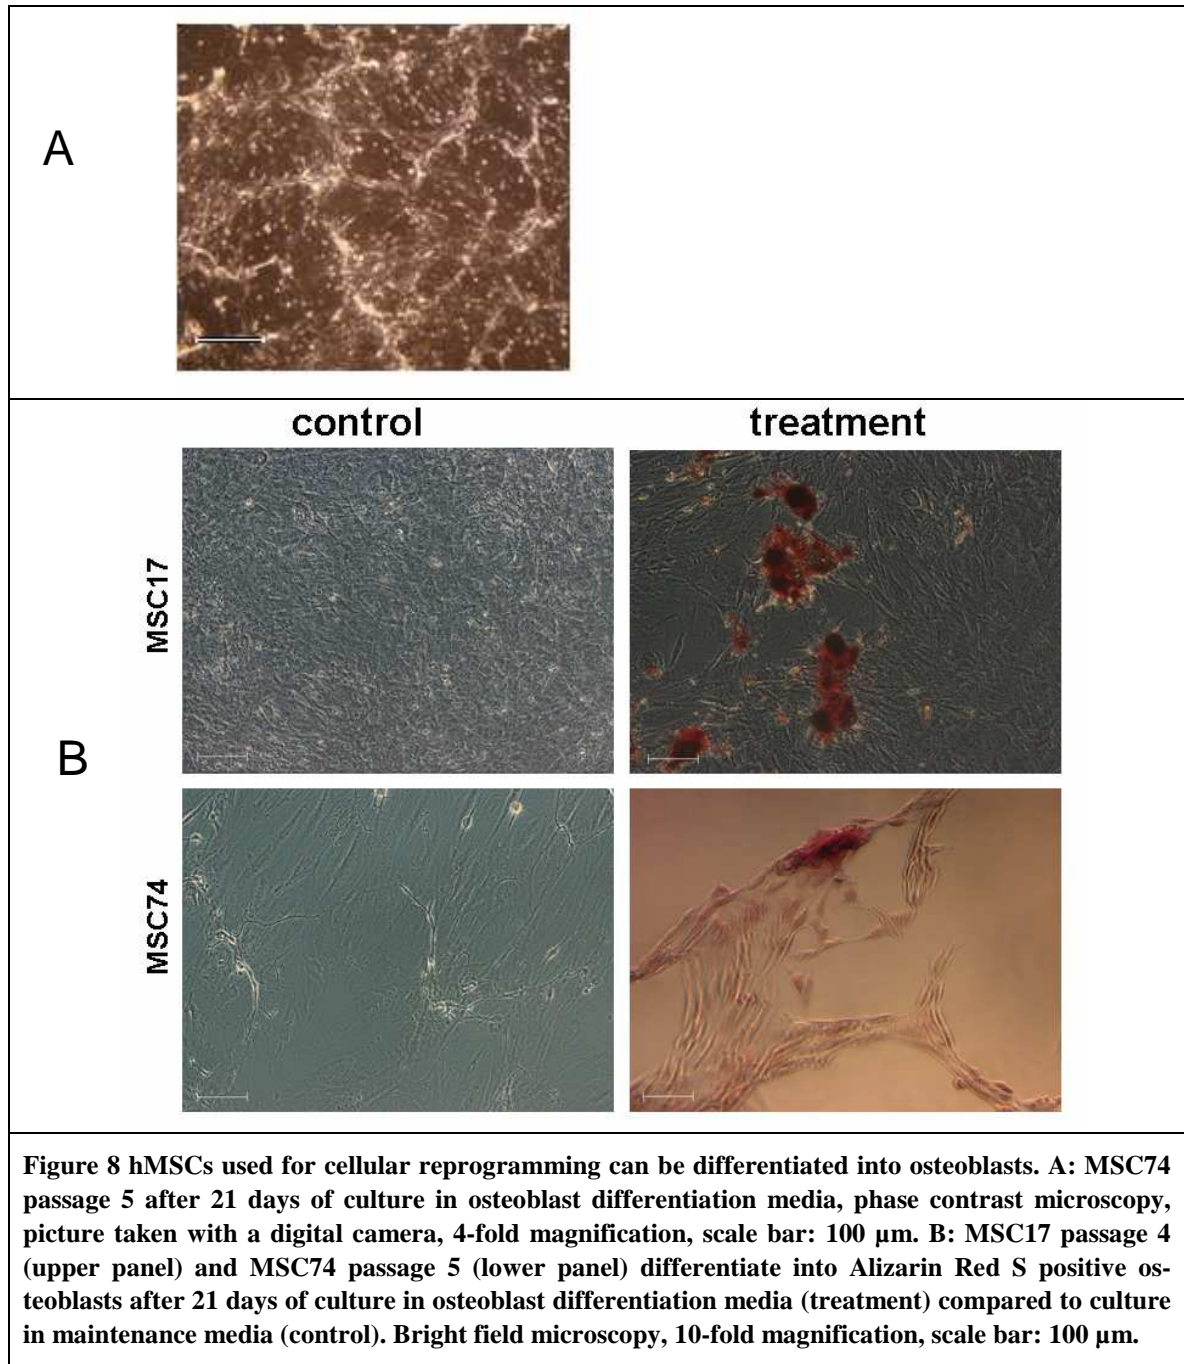 A
control treatment
MSC17
B
MSC74
Figure 8 hMSCs used for cellular reprogramming can be differentiated into osteoblasts. A: MSC74
passage 5 after 21 days of culture in osteoblast differentiation media, phase contrast microscopy,
picture taken with a digital camera, 4-fold magnification, scale bar: 100 µm. B: MSC17 passage 4
(upper panel) and MSC74 passage 5 (lower panel) differentiate into Alizarin Red S positive os-
teoblasts after 21 days of culture in osteoblast differentiation media (treatment) compared to culture
in maintenance media (control). Bright field microscopy, 10-fold magnification, scale bar: 100 µm.